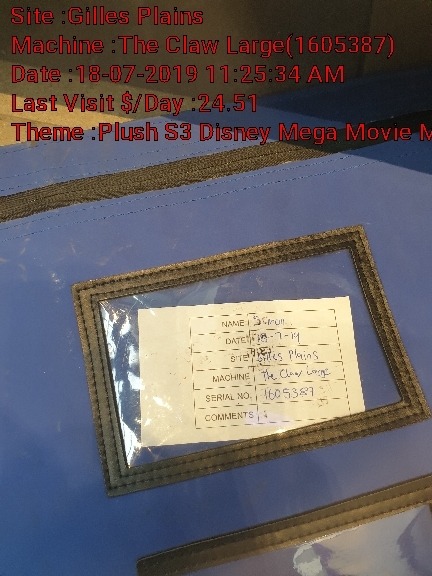 Site :Gilles Plains
Machine :The Claw Large(1605387)
Date :18-07-2019 11:25:34 AM
Last Visit $/Day :24.51
Theme :Plush S3 Disney Mega Movie M
NAME
DATE 18-7-19
SITE Gilles Plains
MACHINE The Claw Large
SERIAL NO. 1605387
COMMENTS